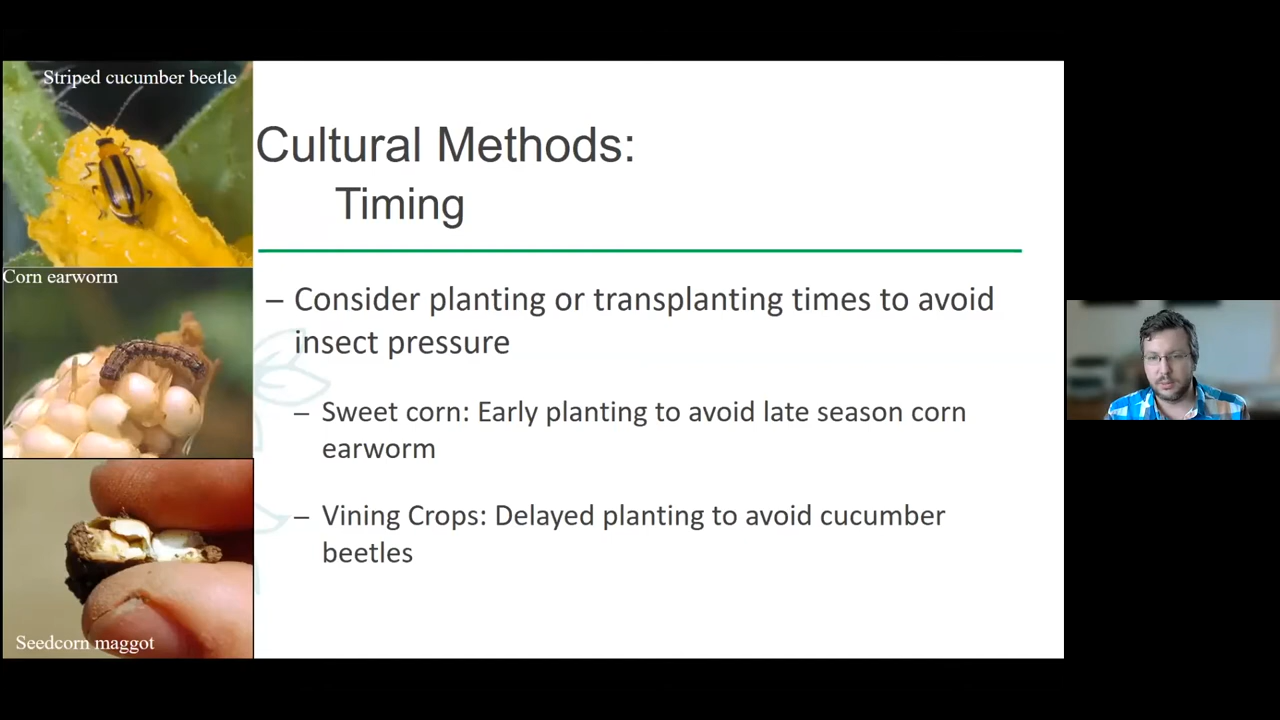 Striped cucumber beetle
Cultural Methods:
Timing
Corn earworm
– Consider planting or transplanting times to avoid
insect pressure
– Sweet corn: Early planting to avoid late season corn
earworm
– Vining Crops: Delayed planting to avoid cucumber
beetles
Seedcorn maggot